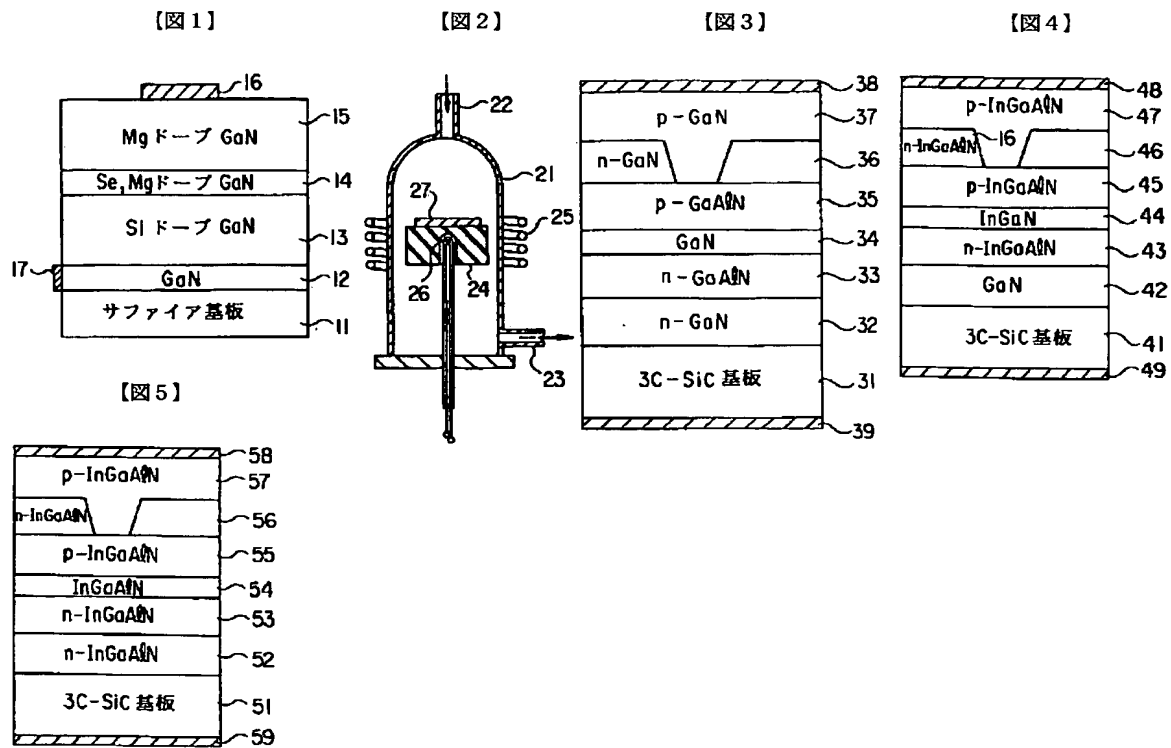 【図1】
16
15
Mg ドープ GaN
Se,Mgドープ GaN
14
Si ドープ GaN
13
17
GaN
12
サファイア基板
11
【図2】
22
21
27
25
26
24
23
【図3】
38
p-GaN
37
n-GaN
36
p-GaAlN
35
GaN
34
n-GaAlN
33
n-GaN
32
3C-SiC 基板
31
39
【図4】
48
p-InGaAlN
47
n-InGaAlN
16
46
p-InGaAlN
45
InGaN
44
n-InGaAlN
43
GaN
42
3C-SiC 基板
41
49
【図5】
58
p-InGaAlN
57
n-InGaAlN
56
p-InGaAlN
55
InGaAlN
54
n-InGaAlN
53
n-InGaAlN
52
3C-SiC 基板
51
59